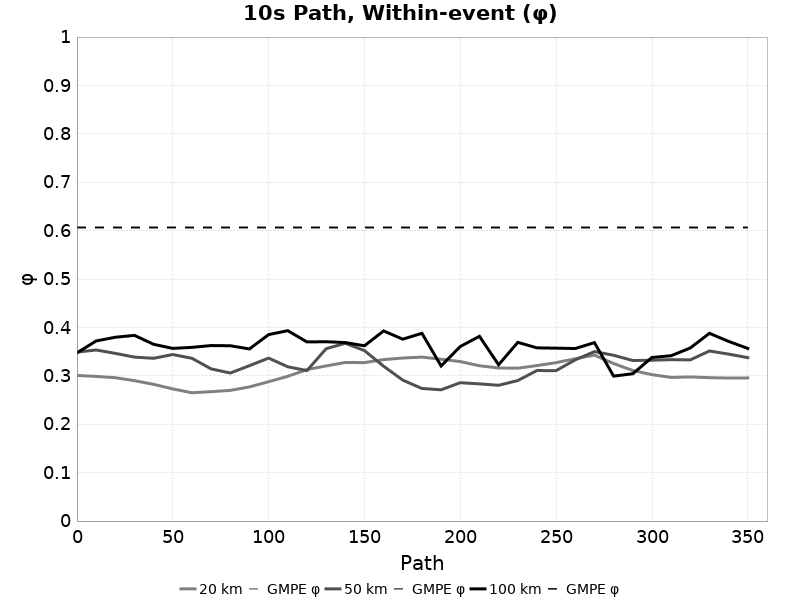 10s Path, Within-event (φ)
1
0.9
0.8
0.7
0.6
0.5
0.4
0.3
0.2
0.1
0
φ
0 50 100 150 200 250 300 350
Path
20 km GMPE φ 50 km GMPE φ 100 km GMPE φ